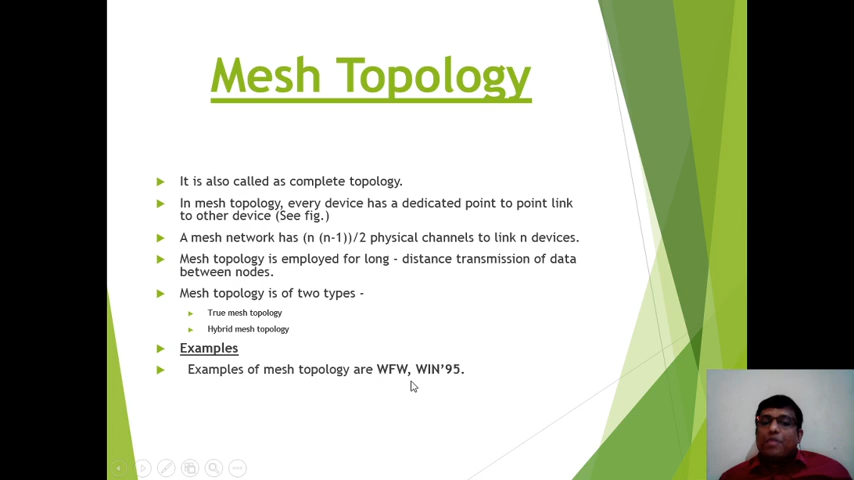 Mesh Topology
It is also called as complete topology.
In mesh topology, every device has a dedicated point to point link
to other device (See fig.)
A mesh network has (n (n-1))/2 physical channels to link n devices.
Mesh topology is employed for long - distance transmission of data
between nodes.
Mesh topology is of two types -
True mesh topology
Hybrid mesh topology
Examples
Examples of mesh topology are WFW, WIN'95.